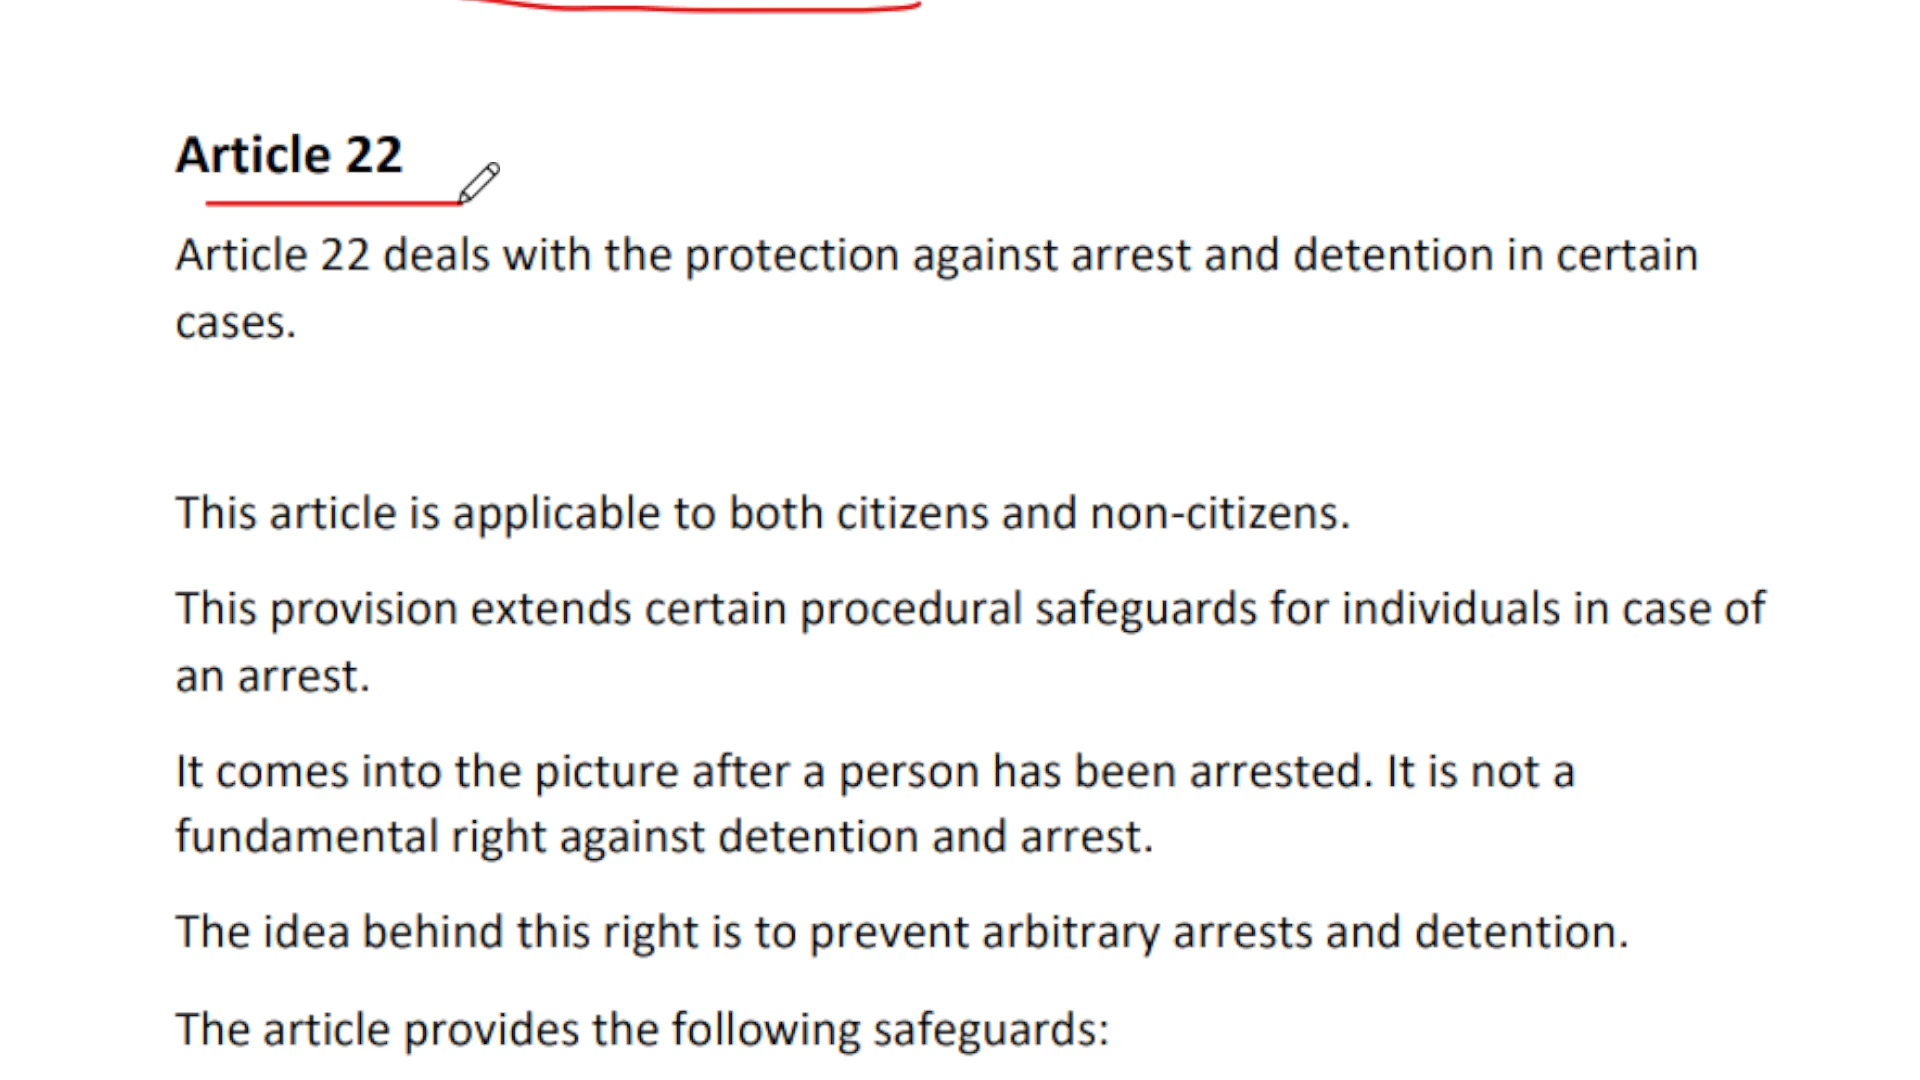 Article 22
Article 22 deals with the protection against arrest and detention in certain
cases.
This article is applicable to both citizens and non-citizens.
This provision extends certain procedural safeguards for individuals in case of
an arrest.
It comes into the picture after a person has been arrested. It is not a
fundamental right against detention and arrest.
The idea behind this right is to prevent arbitrary arrests and detention.
The article provides the following safeguards: